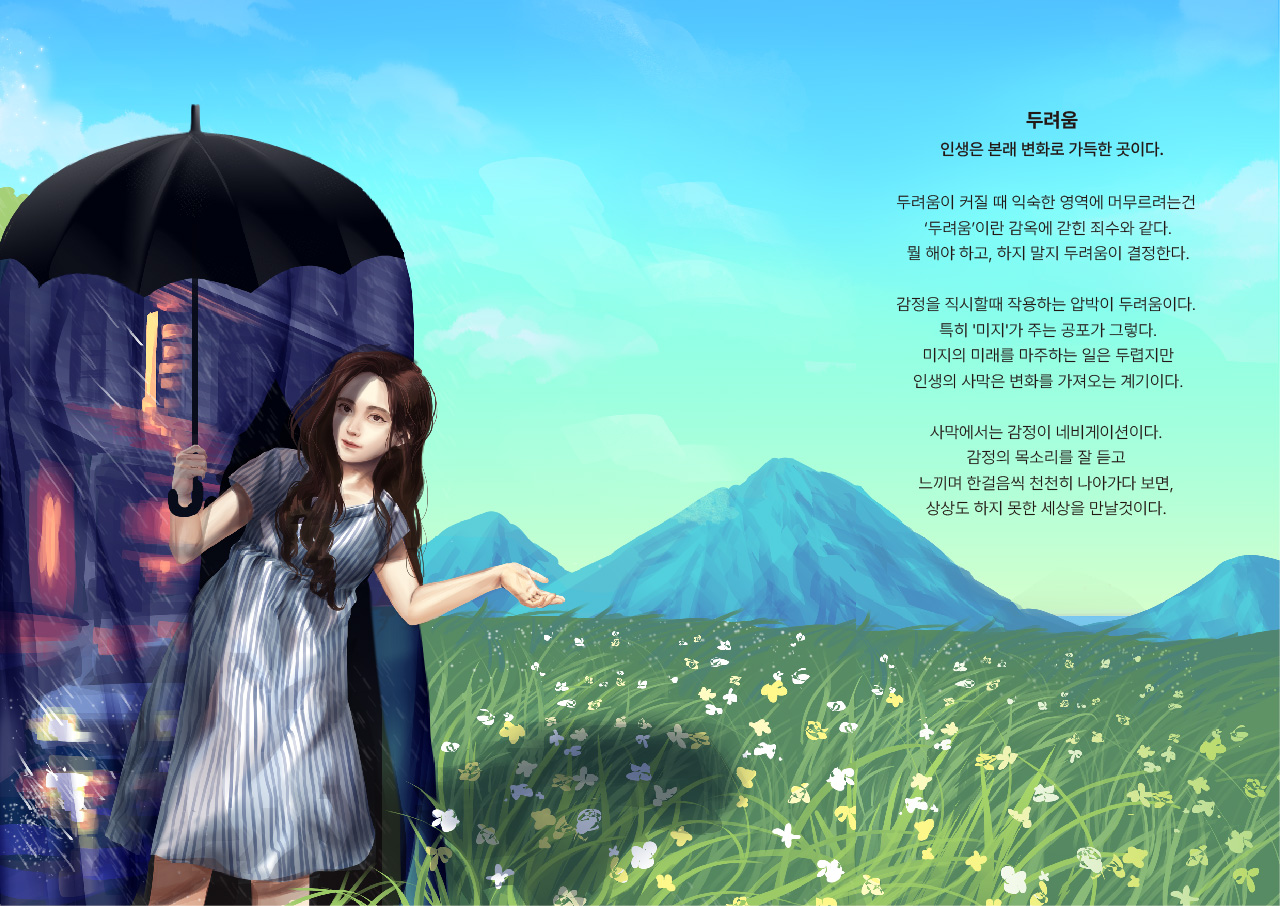 두려움
인생은 본래 변화로 가득한 곳이다.
두려움이 커질 때 익숙한 영역에 머무르려는건
‘두려움’이란 감옥에 갇힌 죄수와 같다.
뭘 해야 하고, 하지 말지 두려움이 결정한다.
감정을 직시할때 작용하는 압박이 두려움이다.
특히 '미지'가 주는 공포가 그렇다.
미지의 미래를 마주하는 일은 두렵지만
인생의 사막은 변화를 가져오는 계기이다.
사막에서는 감정이 네비게이션이다.
감정의 목소리를 잘 듣고
느끼며 한걸음씩 천천히 나아가다 보면,
상상도 하지 못한 세상을 만날것이다.